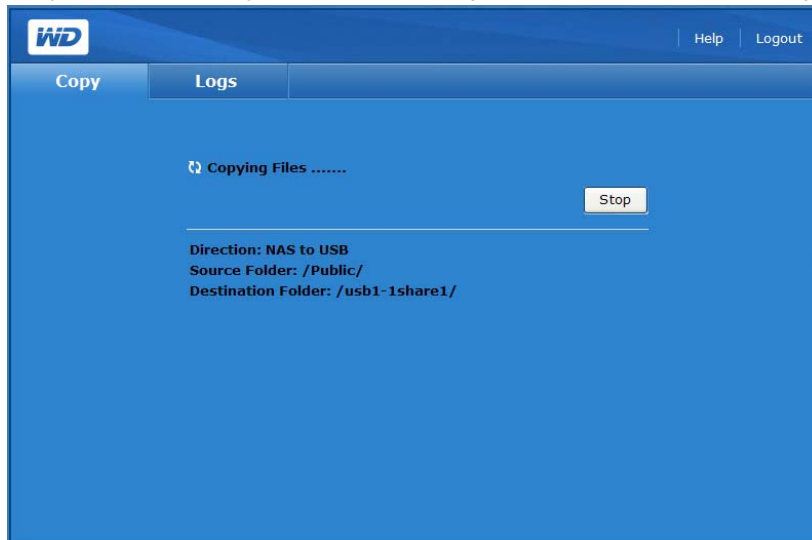 WD
Help
Logout
Copy
Logs
Copying Files .......
Stop
Direction: NAS to USB
Source Folder: /Public/
Destination Folder: /usb1-1share1/